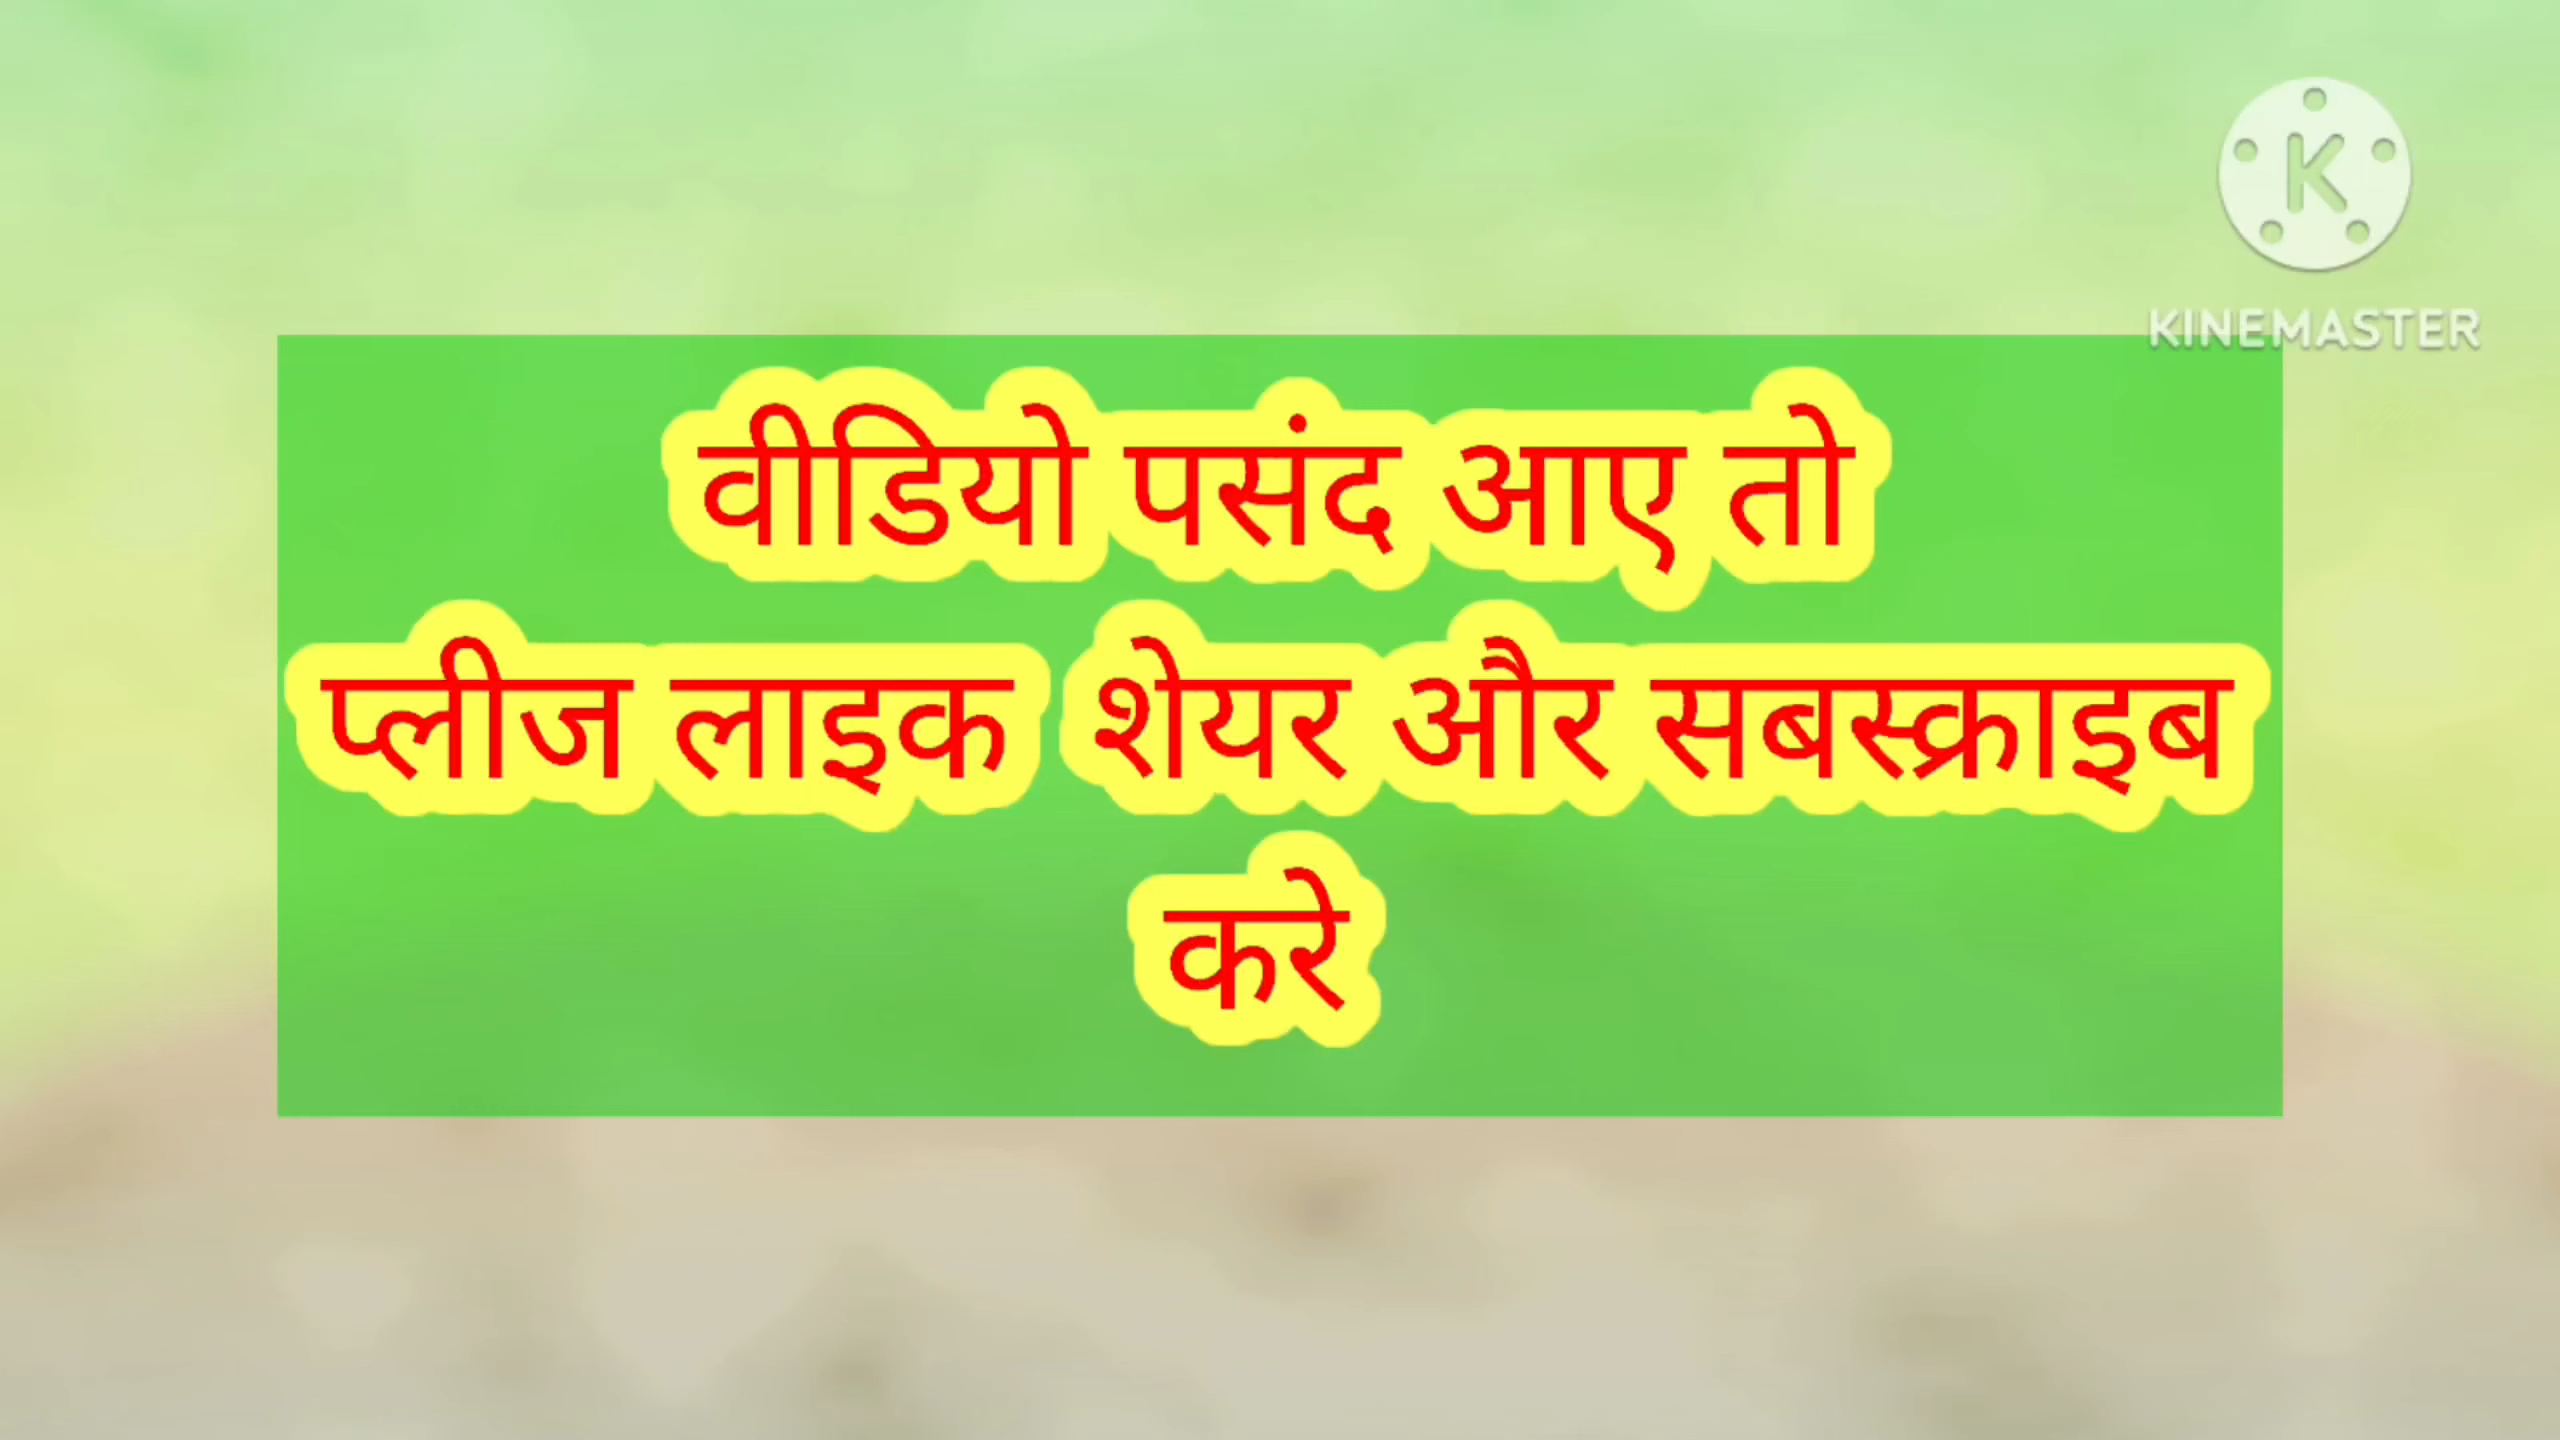 KINEMASTER
वीडियो पसंद आए तो
प्लीज लाइक शेयर और सबस्क्राइब
करे